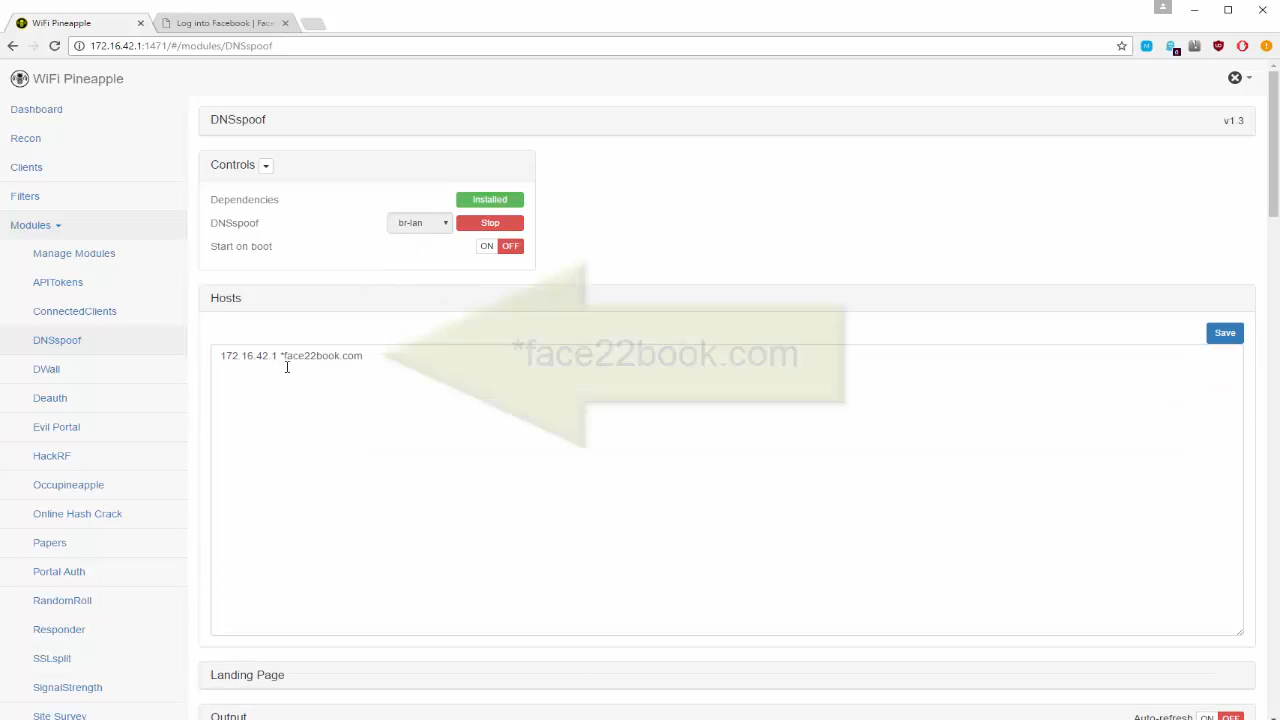 WiFi Pineapple
Log into Facebook | Face
172.16.42.1:1471/#/modules/DNSspoof
WiFi Pineapple
Dashboard
Recon
Clients
Filters
Modules
Manage Modules
APITokens
ConnectedClients
DNSspoof
DWall
Deauth
Evil Portal
HackRF
Occupineapple
Online Hash Crack
Papers
Portal Auth
RandomRoll
Responder
SSLsplit
SignalStrength
Site Survey
DNSspoof v1.3
Controls
Dependencies Installed
DNSspoof br-lan Stop
Start on boot ON OFF
Hosts
Save
172.16.42.1 *face22book.com
*face22book.com
Landing Page
Output Auto-refresh ON OFF